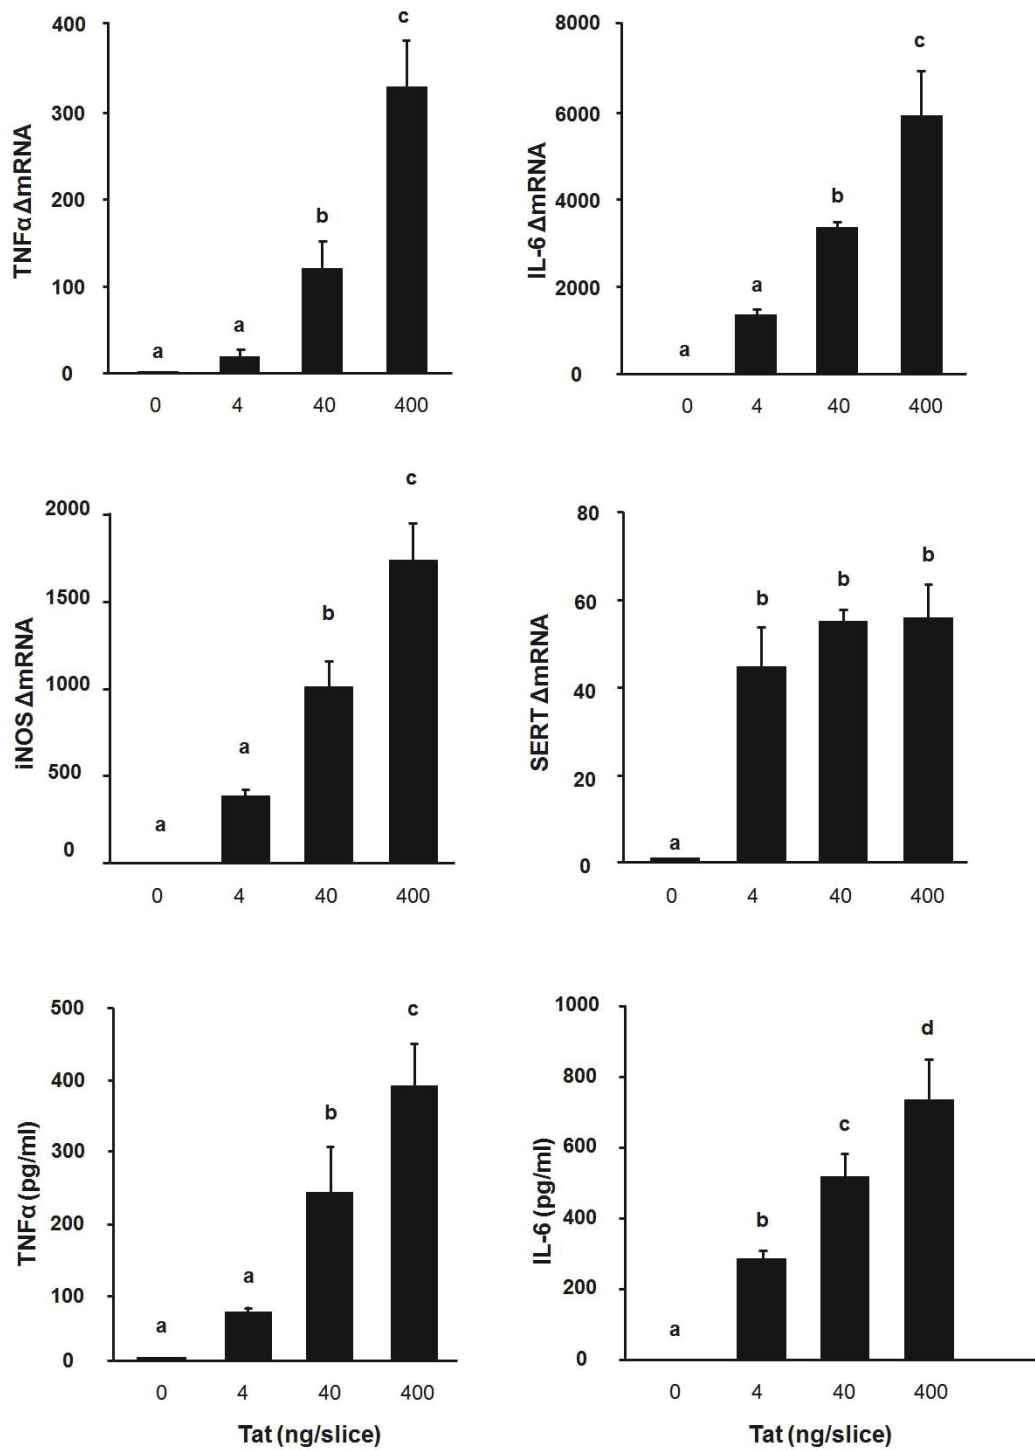 TNFα ΔmRNA
400
300
200
100
0
a
a
b
c
0 4 40 400
IL-6 ΔmRNA
8000
6000
4000
2000
0
a
a
b
c
0 4 40 400
iNOS ΔmRNA
2000
1500
1000
500
0
a
a
b
c
0 4 40 400
SERT ΔmRNA
80
60
40
20
0
a
b
b
b
0 4 40 400
TNFα (pg/ml)
500
400
300
200
100
0
a
a
b
c
0 4 40 400
Tat (ng/slice)
IL-6 (pg/ml)
1000
800
600
400
200
0
a
b
c
d
0 4 40 400
Tat (ng/slice)